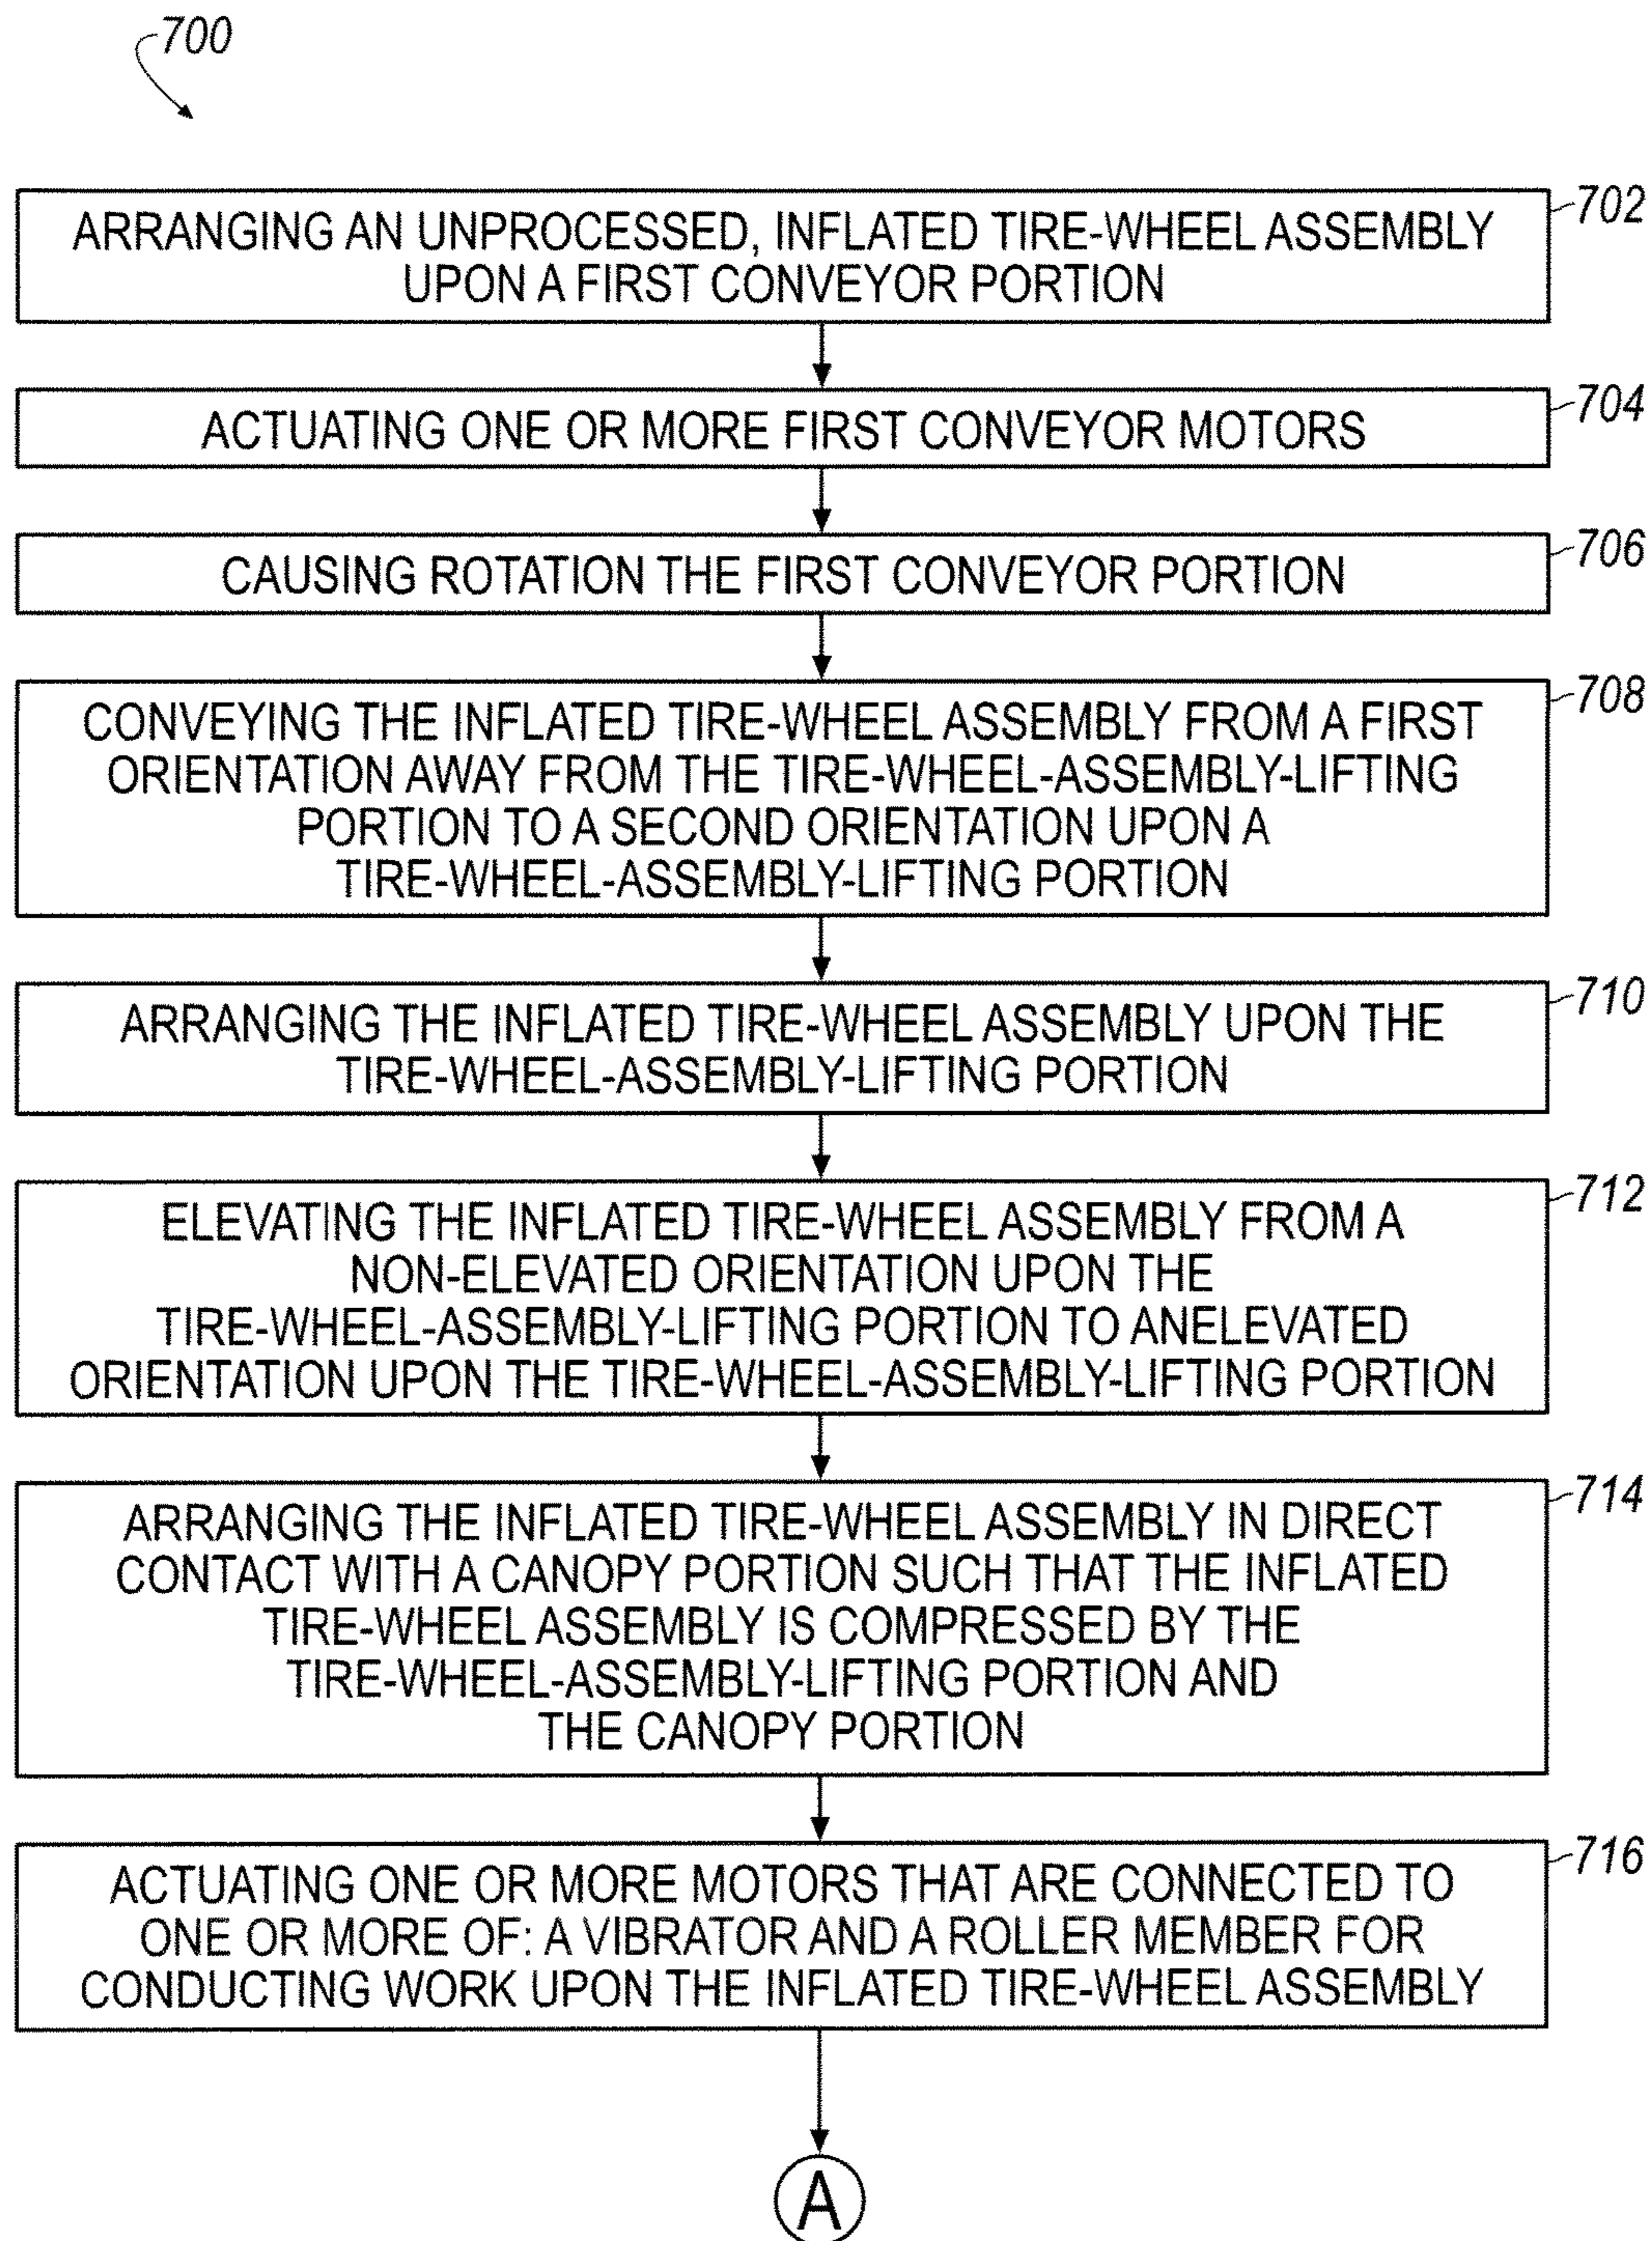 700
702
ARRANGING AN UNPROCESSED, INFLATED TIRE-WHEEL ASSEMBLY
UPON A FIRST CONVEYOR PORTION
704
ACTUATING ONE OR MORE FIRST CONVEYOR MOTORS
706
CAUSING ROTATION THE FIRST CONVEYOR PORTION
708
CONVEYING THE INFLATED TIRE-WHEEL ASSEMBLY FROM A FIRST
ORIENTATION AWAY FROM THE TIRE-WHEEL-ASSEMBLY-LIFTING
PORTION TO A SECOND ORIENTATION UPON A
TIRE-WHEEL-ASSEMBLY-LIFTING PORTION
710
ARRANGING THE INFLATED TIRE-WHEEL ASSEMBLY UPON THE
TIRE-WHEEL-ASSEMBLY-LIFTING PORTION
712
ELEVATING THE INFLATED TIRE-WHEEL ASSEMBLY FROM A
NON-ELEVATED ORIENTATION UPON THE
TIRE-WHEEL-ASSEMBLY-LIFTING PORTION TO ANELEVATED
ORIENTATION UPON THE TIRE-WHEEL-ASSEMBLY-LIFTING PORTION
714
ARRANGING THE INFLATED TIRE-WHEEL ASSEMBLY IN DIRECT
CONTACT WITH A CANOPY PORTION SUCH THAT THE INFLATED
TIRE-WHEEL ASSEMBLY IS COMPRESSED BY THE
TIRE-WHEEL-ASSEMBLY-LIFTING PORTION AND
THE CANOPY PORTION
716
ACTUATING ONE OR MORE MOTORS THAT ARE CONNECTED TO
ONE OR MORE OF: A VIBRATOR AND A ROLLER MEMBER FOR
CONDUCTING WORK UPON THE INFLATED TIRE-WHEEL ASSEMBLY
A